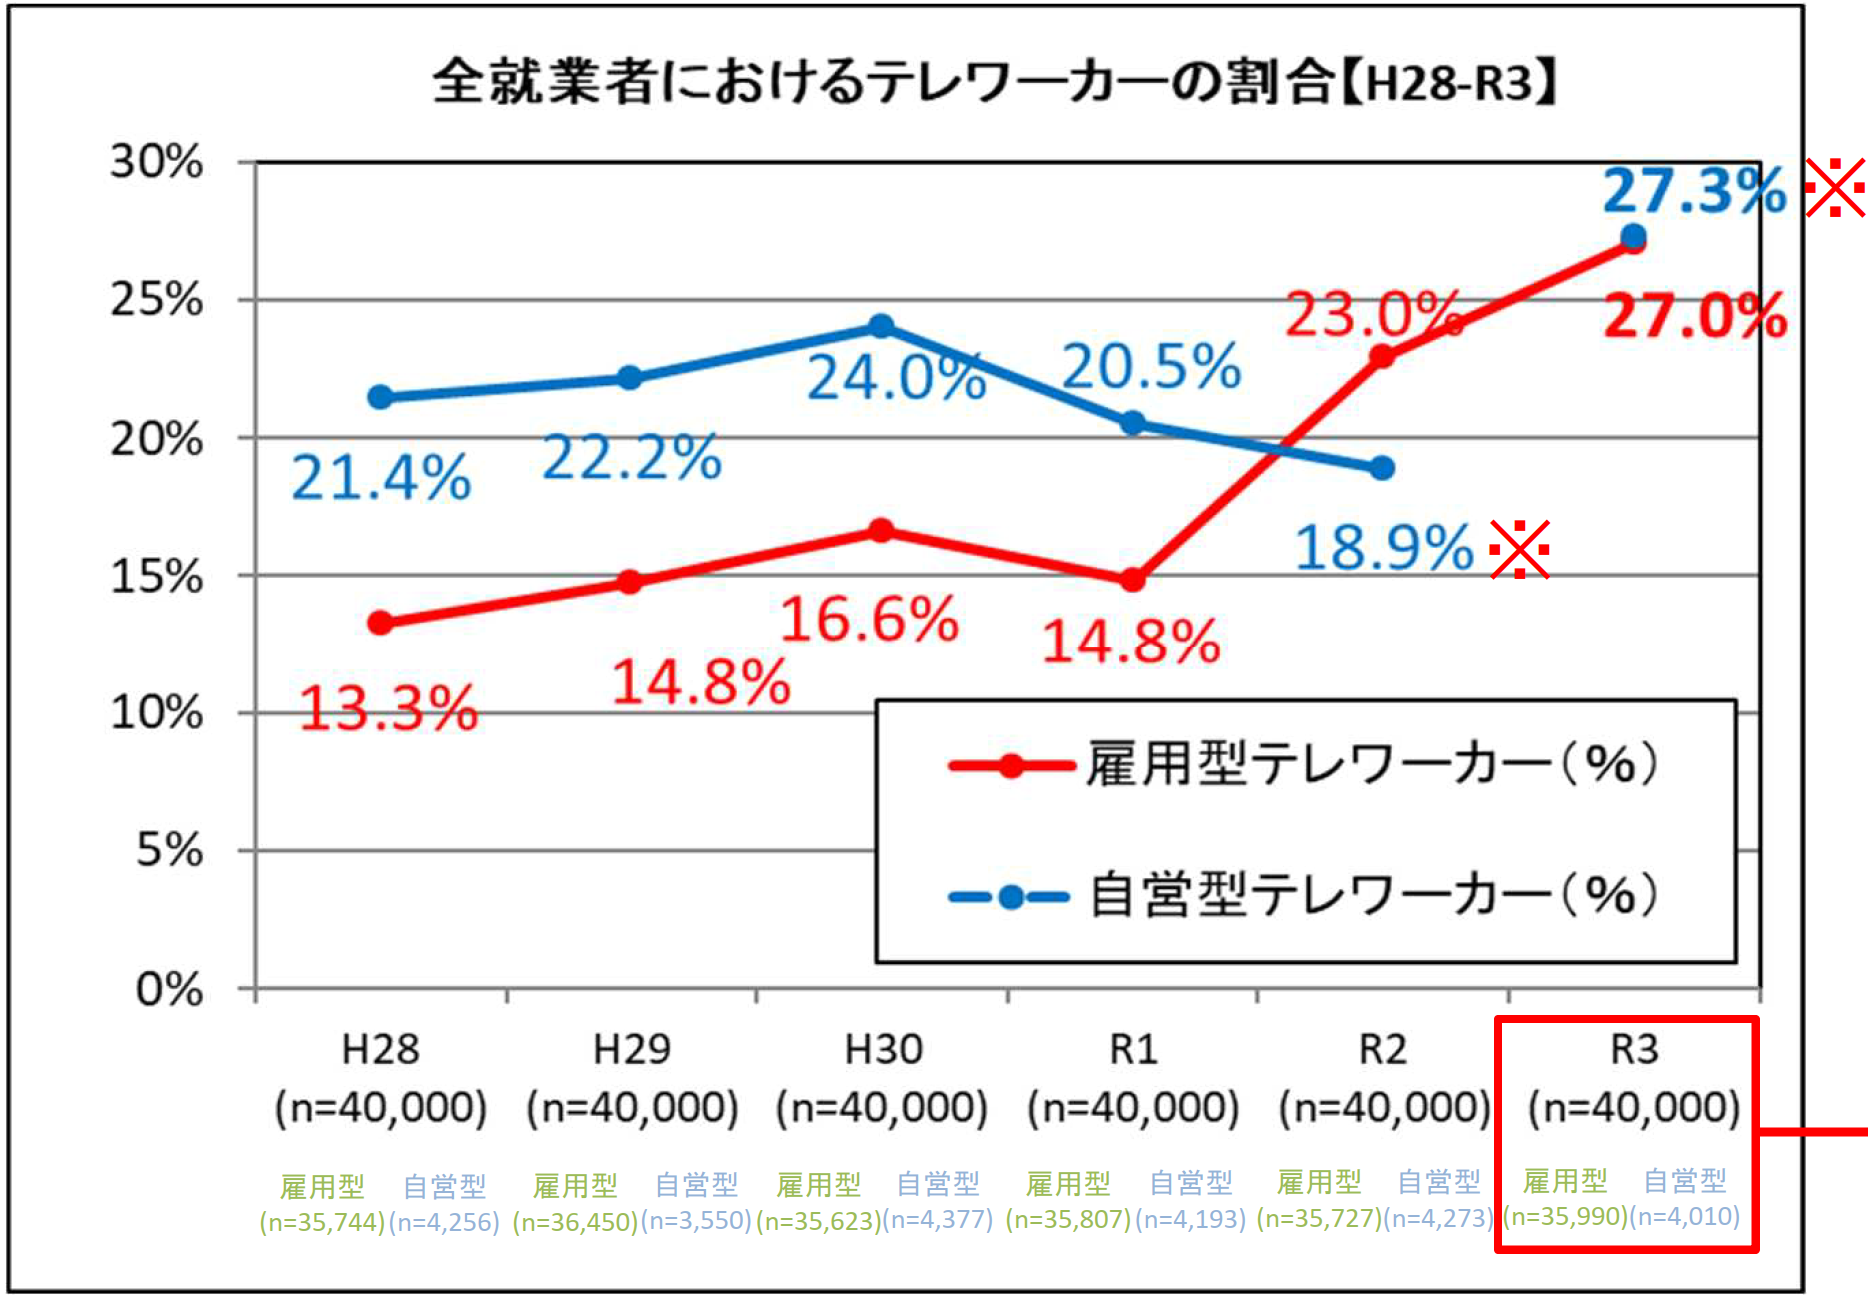 全就業者におけるテレワーカーの割合【H28-R3】
30%
25%
20%
15%
10%
5%
0%
27.3% ※
23.0%
27.0%
24.0%
20.5%
21.4%
22.2%
18.9% ※
16.6%
14.8%
14.8%
13.3%
雇用型テレワーカー(%)
自営型テレワーカー(%)
H28 H29 H30 R1 R2 R3
(n=40,000) (n=40,000) (n=40,000) (n=40,000) (n=40,000) (n=40,000)
雇用型 自営型 雇用型 自営型 雇用型 自営型 雇用型 自営型 雇用型 自営型 雇用型 自営型
(n=35,744) (n=4,256) (n=36,450) (n=3,550) (n=35,623) (n=4,377) (n=35,807) (n=4,193) (n=35,727) (n=4,273) (n=35,990) (n=4,010)